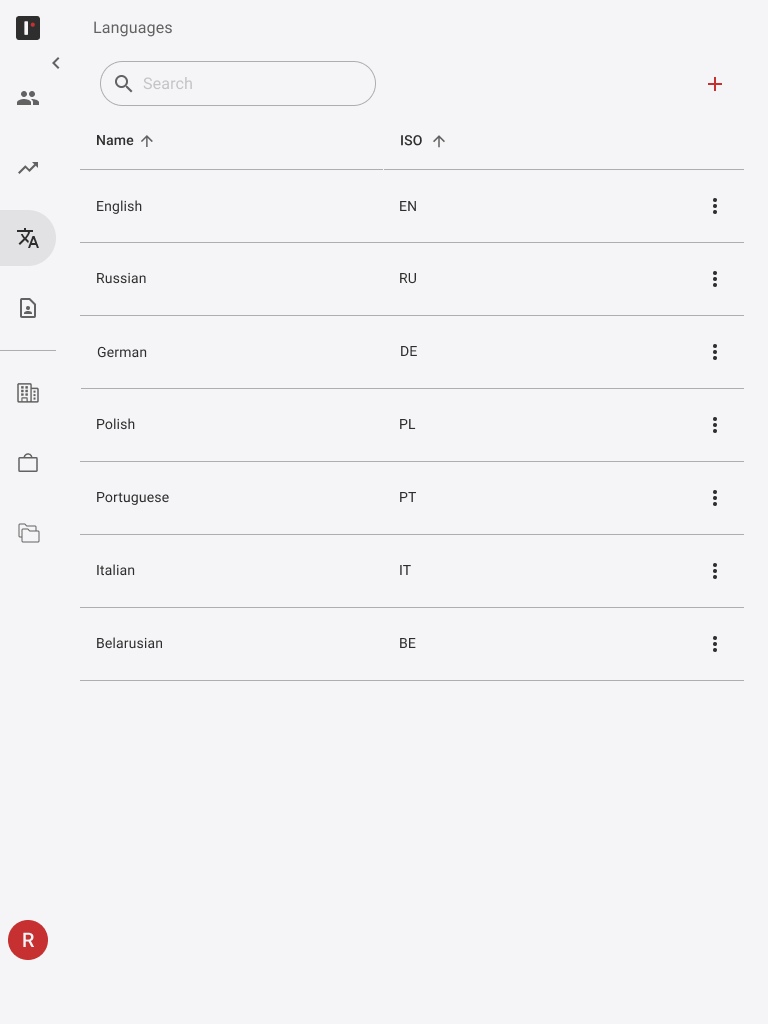 Languages
Search
Name ISO
English EN
Russian RU
German DE
Polish PL
Portuguese PT
Italian IT
Belarusian BE
R